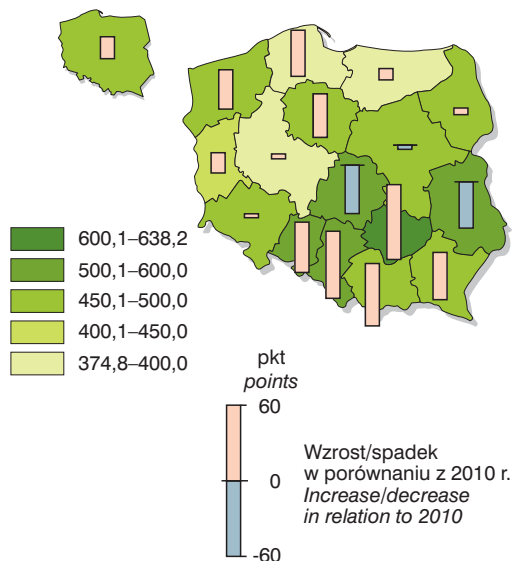 600,1–638,2
500,1–600,0
450,1–500,0
400,1–450,0
374,8–400,0
pkt
points
60
0
-60
Wzrost/spadek
w porównaniu z 2010 r.
Increase/decrease
in relation to 2010